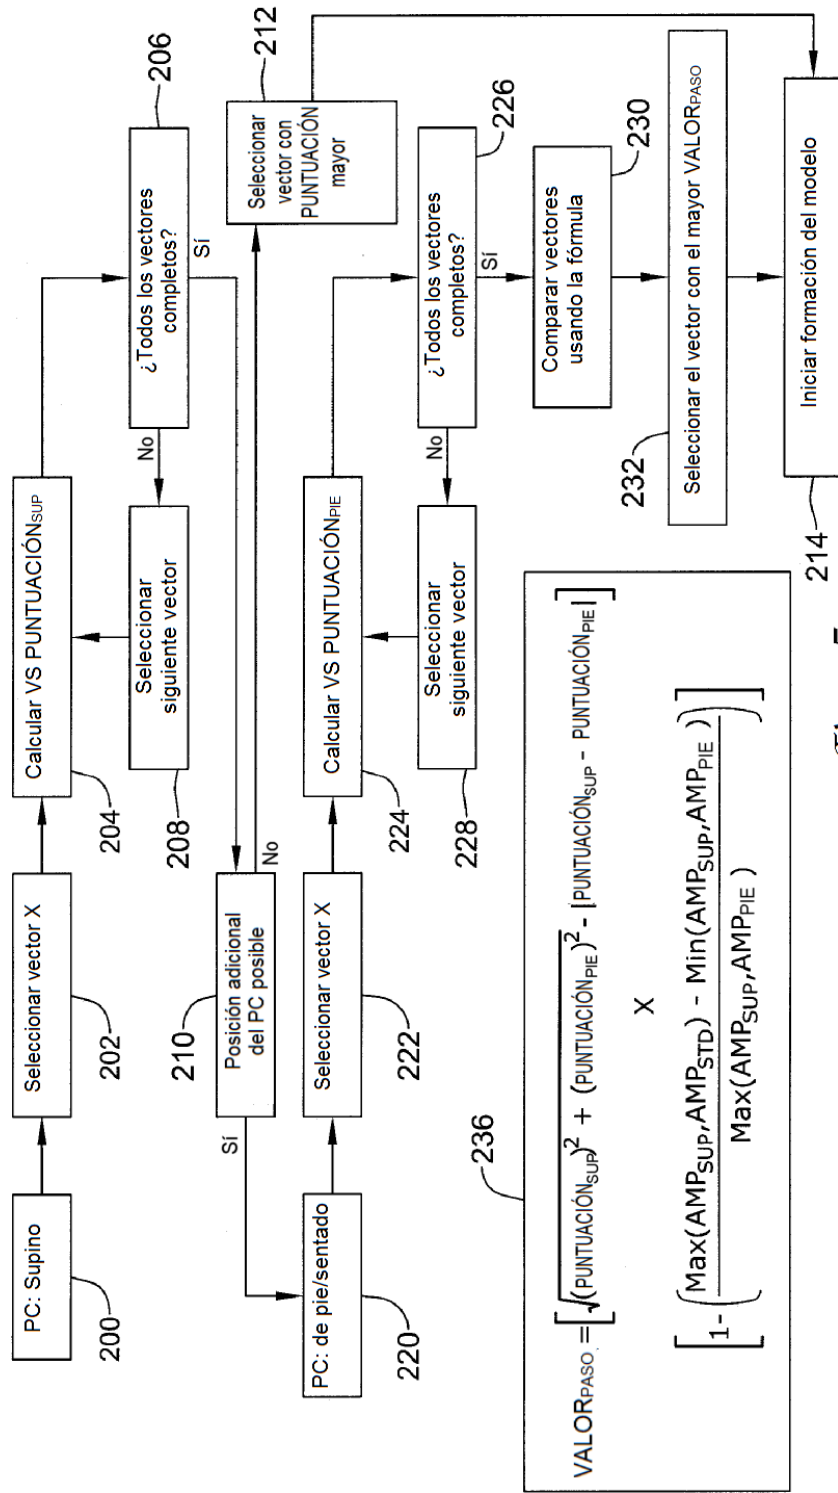 PC: Supino
200
Seleccionar vector X
202
Calcular VS PUNTUACIÓNSUP
204
¿Todos los vectores
completos?
206
No
Sí
Seleccionar
siguiente vector
208
Posición adicional
del PC posible
210
Sí
No
Seleccionar
vector con
PUNTUACIÓN
mayor
212
PC: de pie/sentado
220
Seleccionar vector X
222
Calcular VS PUNTUACIÓNPIE
224
¿Todos los vectores
completos?
226
No
Sí
Seleccionar
siguiente vector
228
Comparar vectores
usando la fórmula
230
Seleccionar el vector con el mayor VALORPASO
232
Iniciar formación del modelo
214
236
VALORPASO. = [√(PUNTUACIÓNSUP)² + (PUNTUACIÓNPIE)² - |PUNTUACIÓNSUP - PUNTUACIÓNPIE|]
X
[1-(Max(AMPSUP,AMPSTD) - Min(AMPSUP,AMPPIE)
Max(AMPSUP,AMPPIE))]